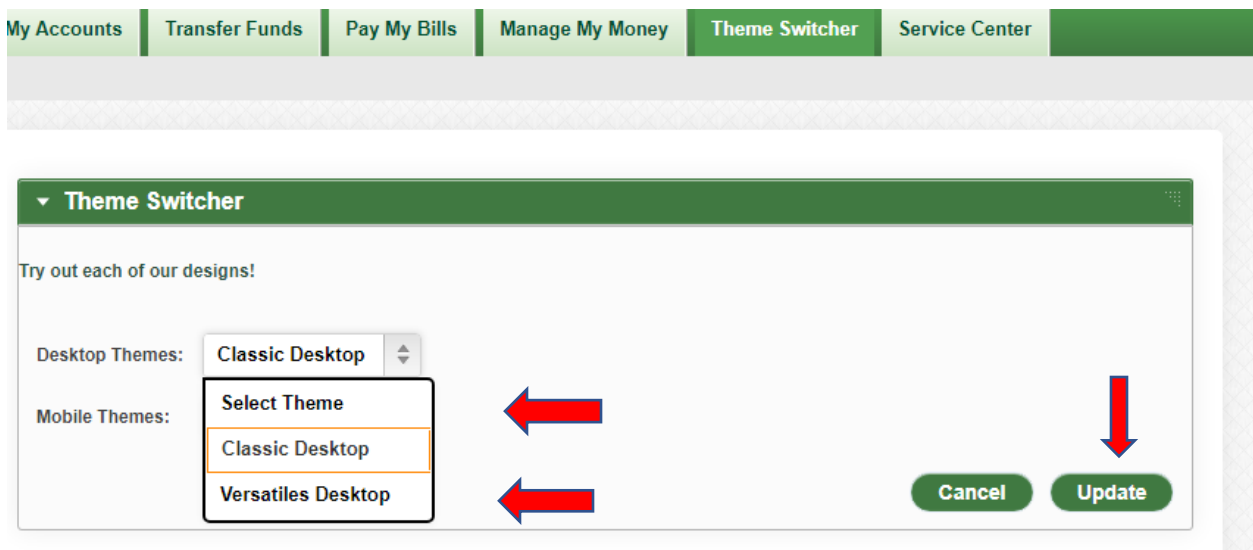 My Accounts Transfer Funds Pay My Bills Manage My Money Theme Switcher Service Center
Theme Switcher
Try out each of our designs!
Desktop Themes: Classic Desktop
Select Theme
Mobile Themes:
Classic Desktop
Versatiles Desktop
Cancel Update